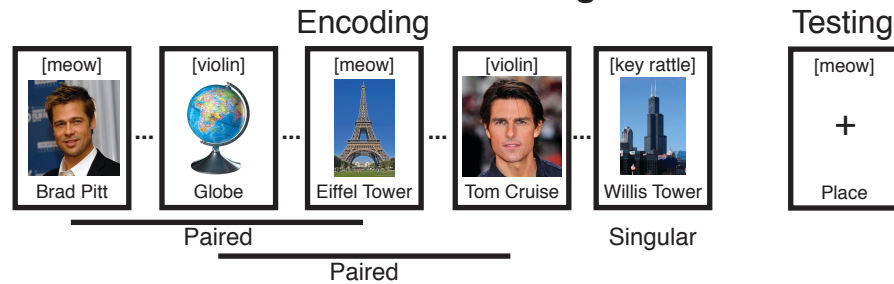 Encoding
Testing
[meow]
[violin]
[meow]
[violin]
[key rattle]
[meow]
...
...
...
...
+
Brad Pitt
Globe
Eiffel Tower
Tom Cruise
Willis Tower
Place
Paired
Singular
Paired